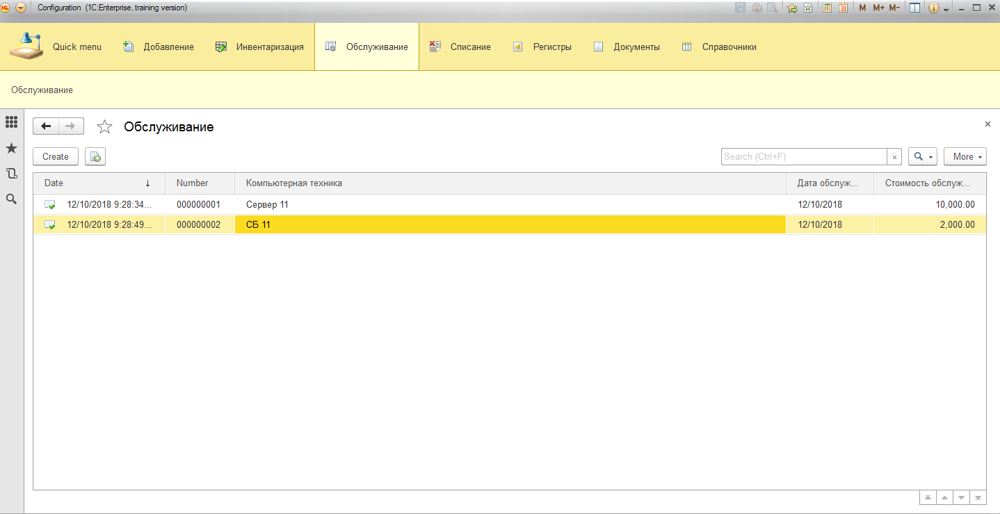 Configuration (1C:Enterprise, training version)
M M+ M-
Quick menu Добавление Инвентаризация Обслуживание Списание Регистры Документы Справочники
Обслуживание
Обслуживание
Create Search (Ctrl+F) More
Date Number Компьютерная техника Дата обслуж... Стоимость обслуж...
12/10/2018 9:28:34... 000000001 Сервер 11 12/10/2018 10,000.00
12/10/2018 9:28:49... 000000002 СБ 11 12/10/2018 2,000.00